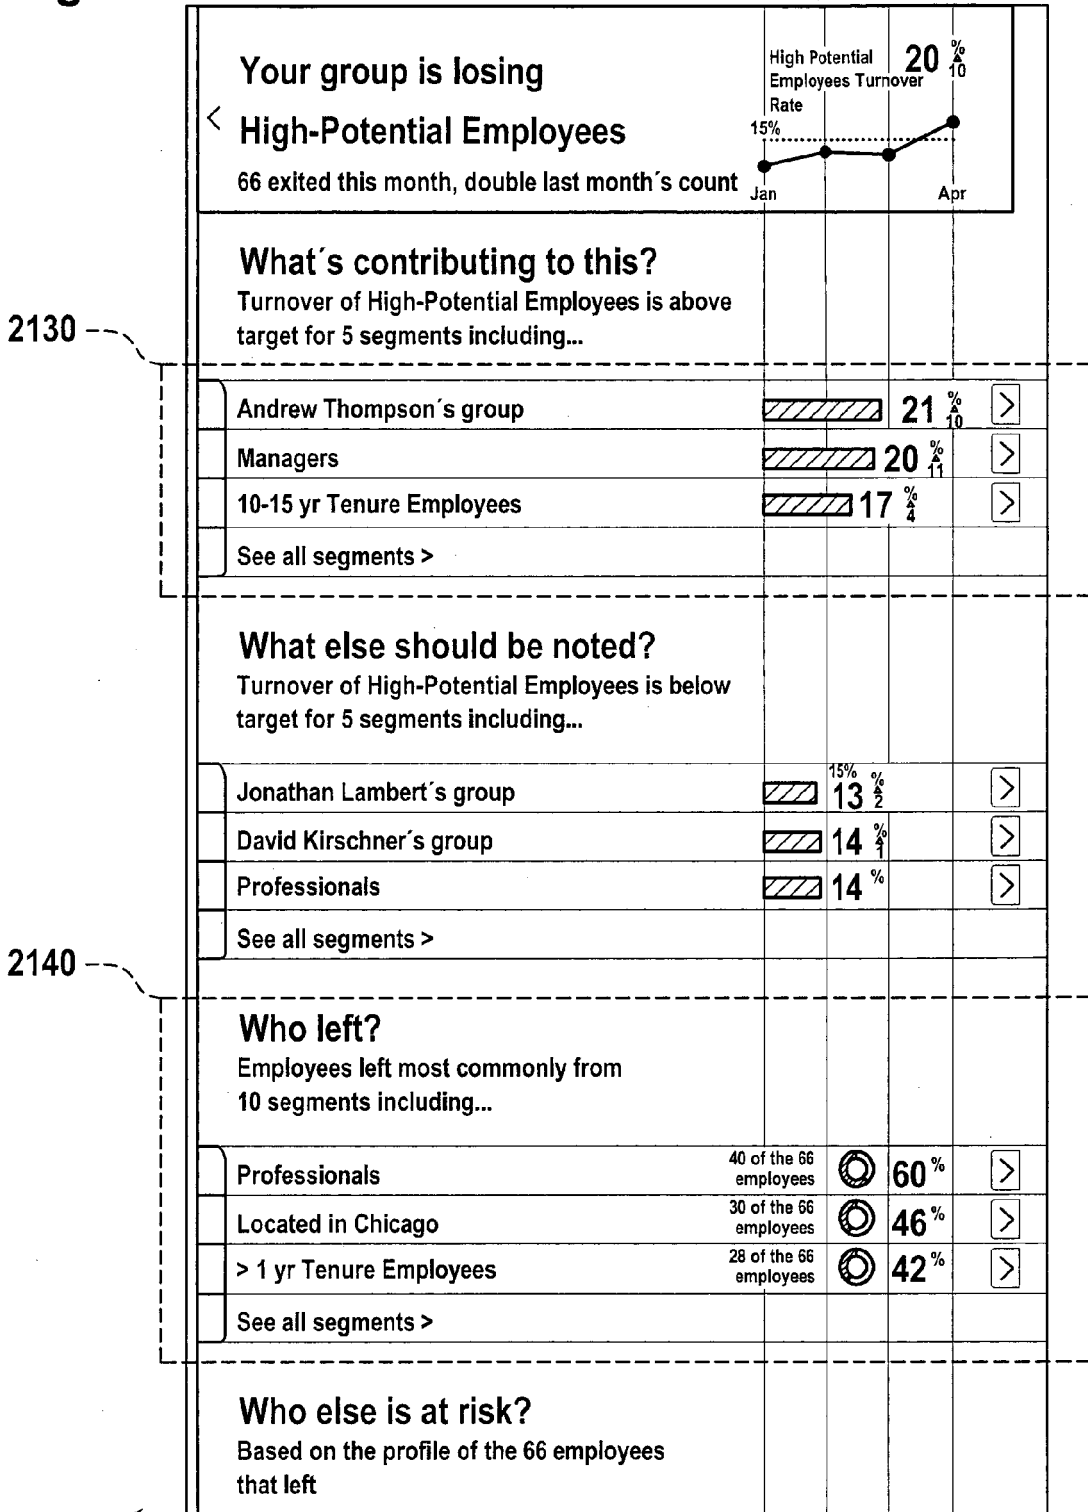 Your group is losing
High-Potential Employees
66 exited this month, double last month´s count
High Potential
Employees Turnover
Rate
20 % ▲ 10
15%
Jan
Apr
What´s contributing to this?
Turnover of High-Potential Employees is above
target for 5 segments including...
2130
Andrew Thompson´s group 21 % ▲ 10 >
Managers 20 % ▲ 11 >
10-15 yr Tenure Employees 17 % ▲ 4 >
See all segments >
What else should be noted?
Turnover of High-Potential Employees is below
target for 5 segments including...
15%
Jonathan Lambert´s group 13 % ▲ 2 >
David Kirschner´s group 14 % ▲ 1 >
Professionals 14 % >
See all segments >
2140
Who left?
Employees left most commonly from
10 segments including...
Professionals 40 of the 66 employees 60 % >
Located in Chicago 30 of the 66 employees 46 % >
> 1 yr Tenure Employees 28 of the 66 employees 42 % >
See all segments >
Who else is at risk?
Based on the profile of the 66 employees
that left